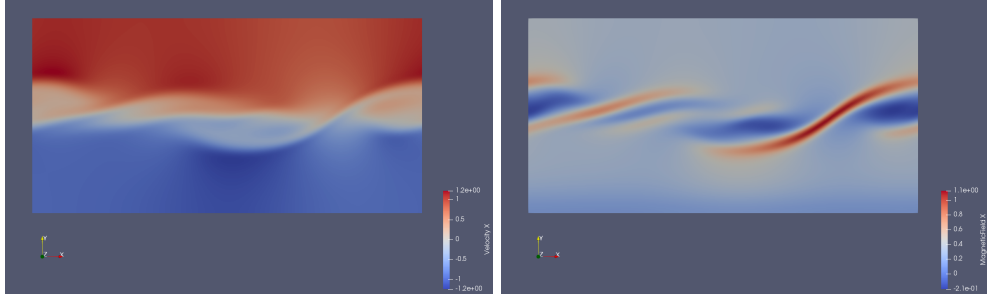 1.2e+00
1
0.5
0
-0.5
-1
-1.2e+00
Velocity X
Y
Z X
1.1e+00
1
0.8
0.6
0.4
0.2
0
-2.1e-01
MagneticField X
Y
Z X